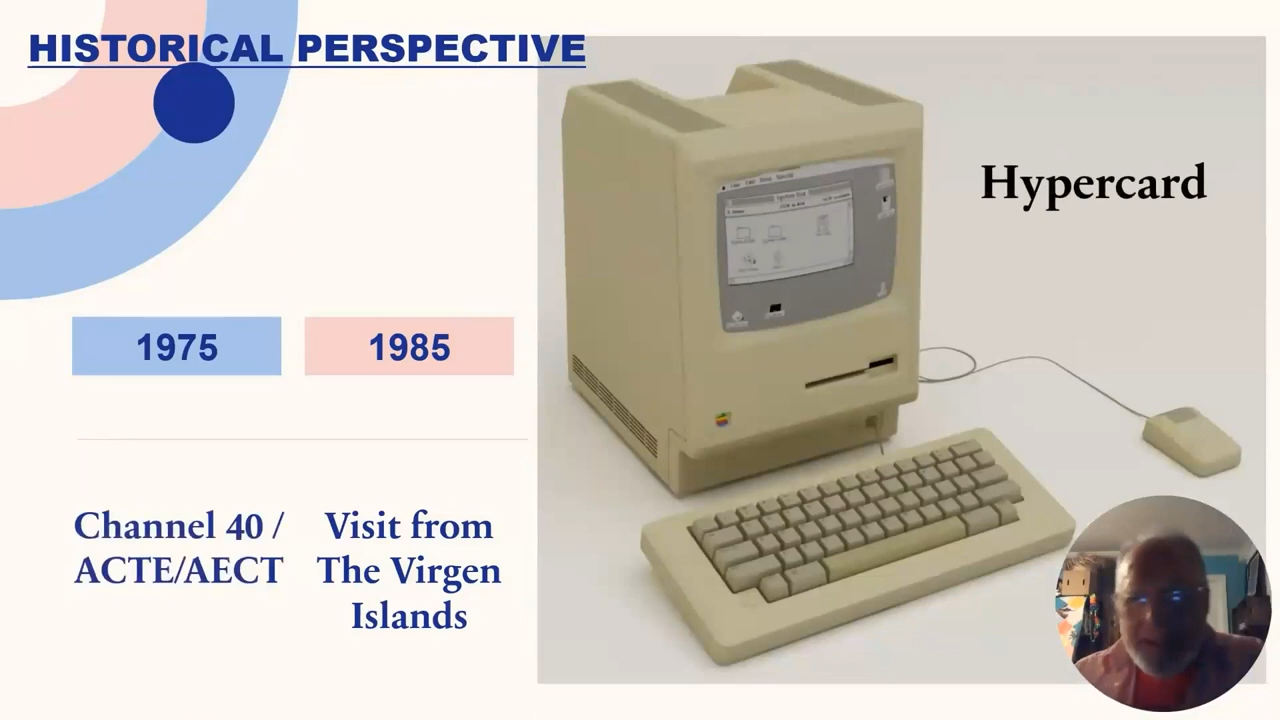 HISTORICAL PERSPECTIVE
Hypercard
1975
1985
Channel 40 /
ACTE/AECT
Visit from
The Virgen
Islands